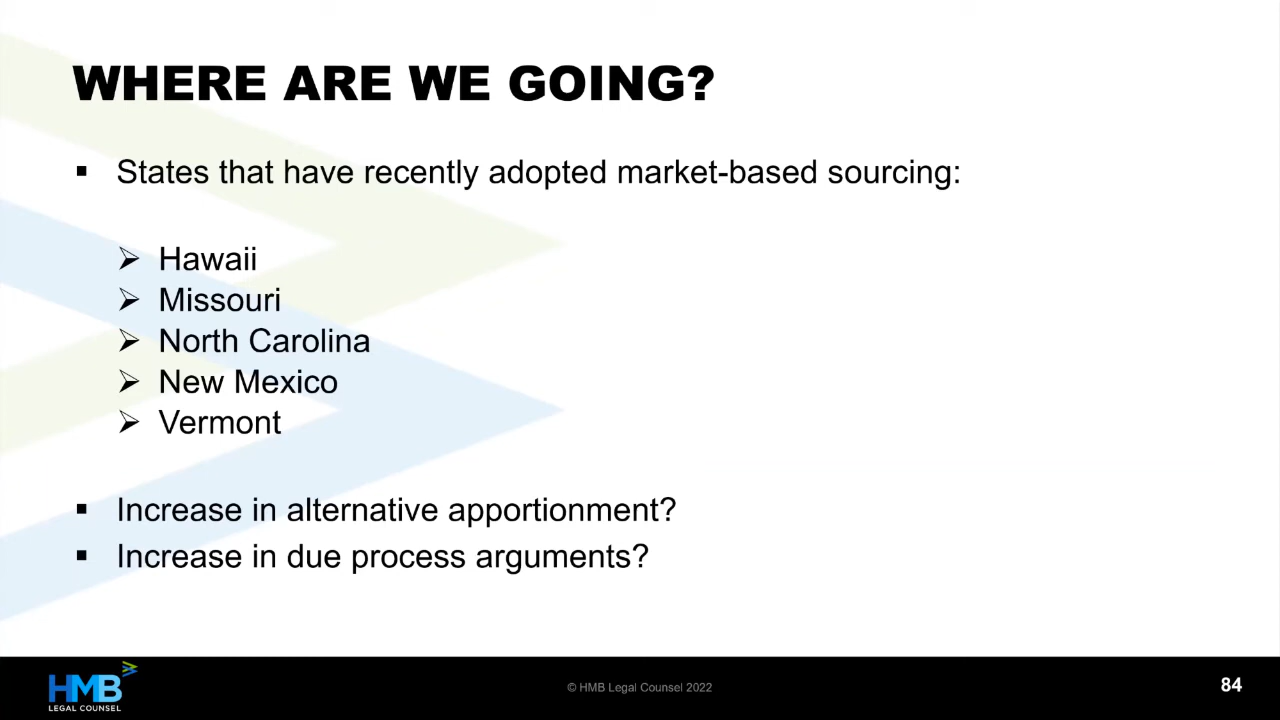 WHERE ARE WE GOING?
▪ States that have recently adopted market-based sourcing:
➢ Hawaii
➢ Missouri
➢ North Carolina
➢ New Mexico
➢ Vermont
▪ Increase in alternative apportionment?
▪ Increase in due process arguments?
HMB
LEGAL COUNSEL
© HMB Legal Counsel 2022
84